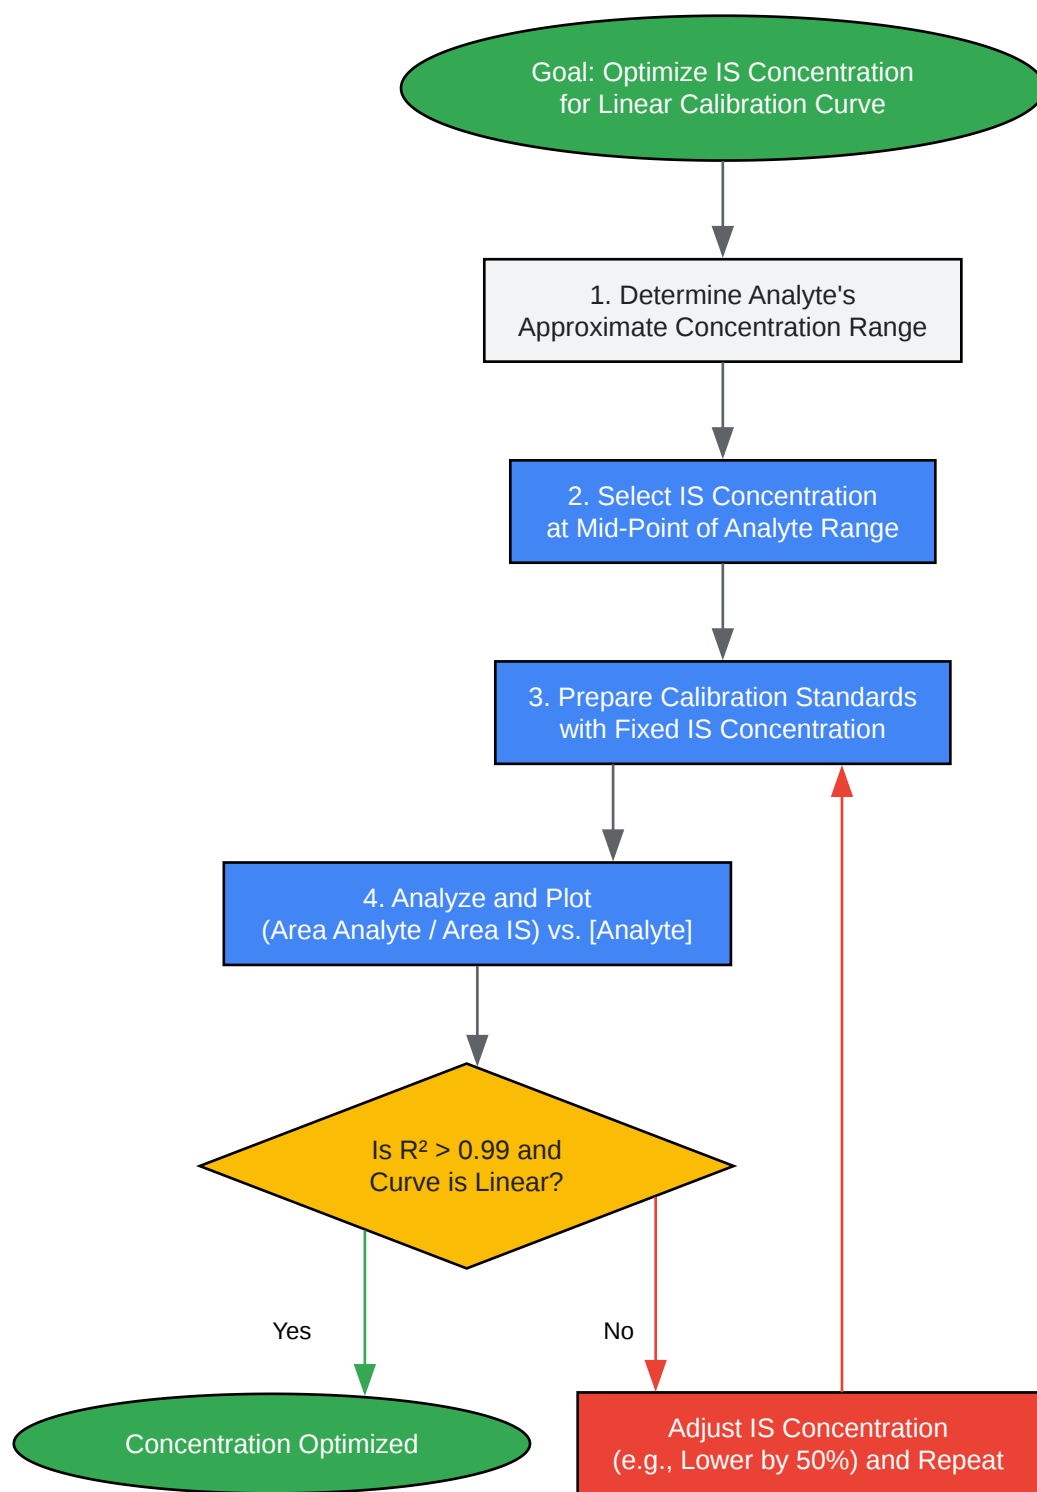 Goal: Optimize IS Concentration
for Linear Calibration Curve
1. Determine Analyte's
Approximate Concentration Range
2. Select IS Concentration
at Mid-Point of Analyte Range
3. Prepare Calibration Standards
with Fixed IS Concentration
4. Analyze and Plot
(Area Analyte / Area IS) vs. [Analyte]
Is R² > 0.99 and
Curve is Linear?
Yes
No
Concentration Optimized
Adjust IS Concentration
(e.g., Lower by 50%) and Repeat